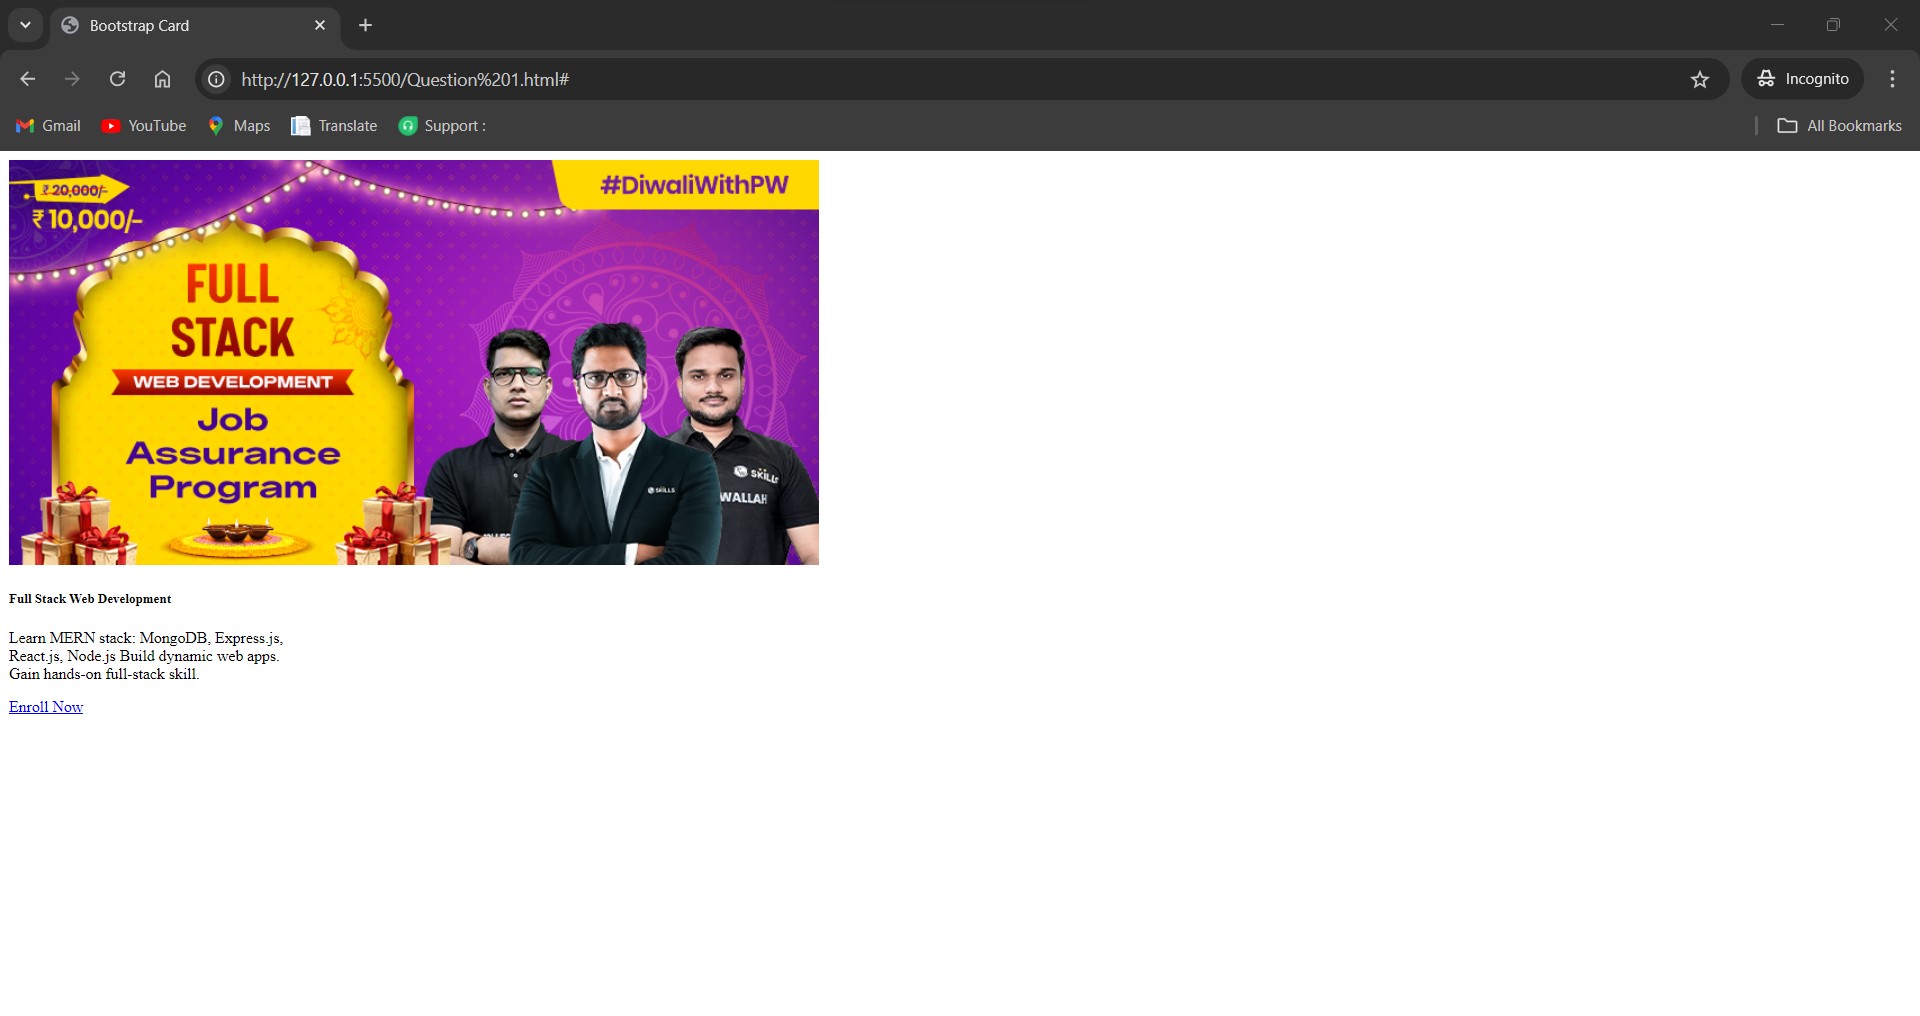 Bootstrap Card
http://127.0.0.1:5500/Question%201.html#
Incognito
Gmail
YouTube
Maps
Translate
Support :
All Bookmarks
₹ 20,000/-
₹ 10,000/-
#DiwaliWithPW
FULL
STACK
WEB DEVELOPMENT
Job
Assurance
Program
SKILLS
SKILLS
WALLAH
Full Stack Web Development
Learn MERN stack: MongoDB, Express.js,
React.js, Node.js Build dynamic web apps.
Gain hands-on full-stack skill.
Enroll Now